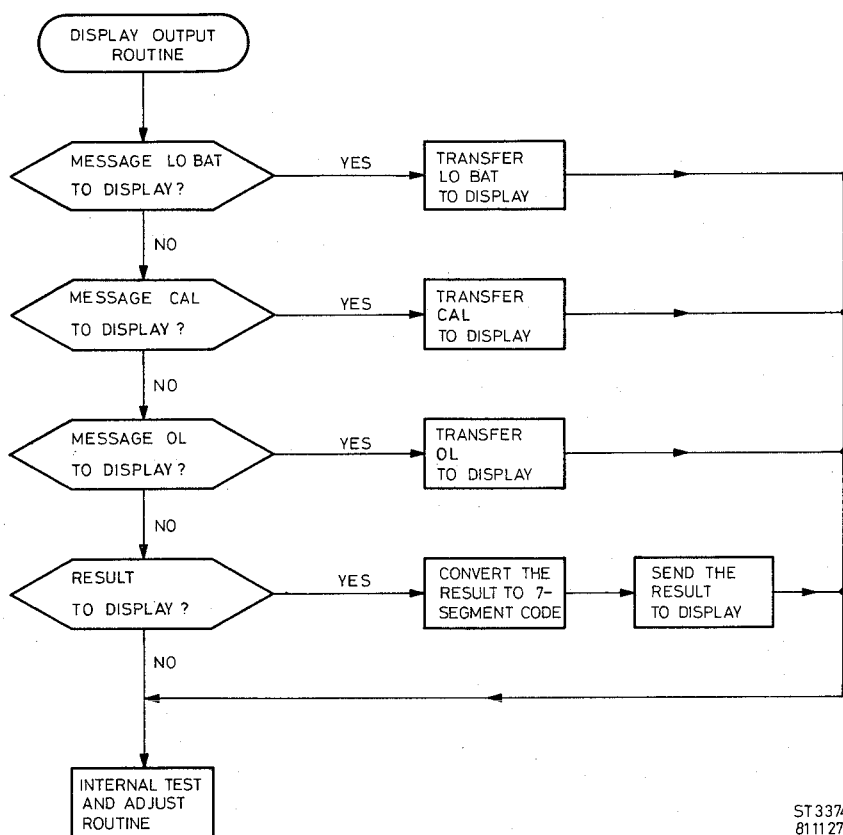 DISPLAY OUTPUT
ROUTINE
MESSAGE LO BAT
TO DISPLAY?
YES
TRANSFER
LO BAT
TO DISPLAY
NO
MESSAGE CAL
TO DISPLAY ?
YES
TRANSFER
CAL
TO DISPLAY
NO
MESSAGE OL
TO DISPLAY?
YES
TRANSFER
OL
TO DISPLAY
NO
RESULT
TO DISPLAY ?
YES
CONVERT THE
RESULT TO 7-
SEGMENT CODE
SEND THE
RESULT
TO DISPLAY
NO
INTERNAL TEST
AND ADJUST
ROUTINE
ST3374
811127